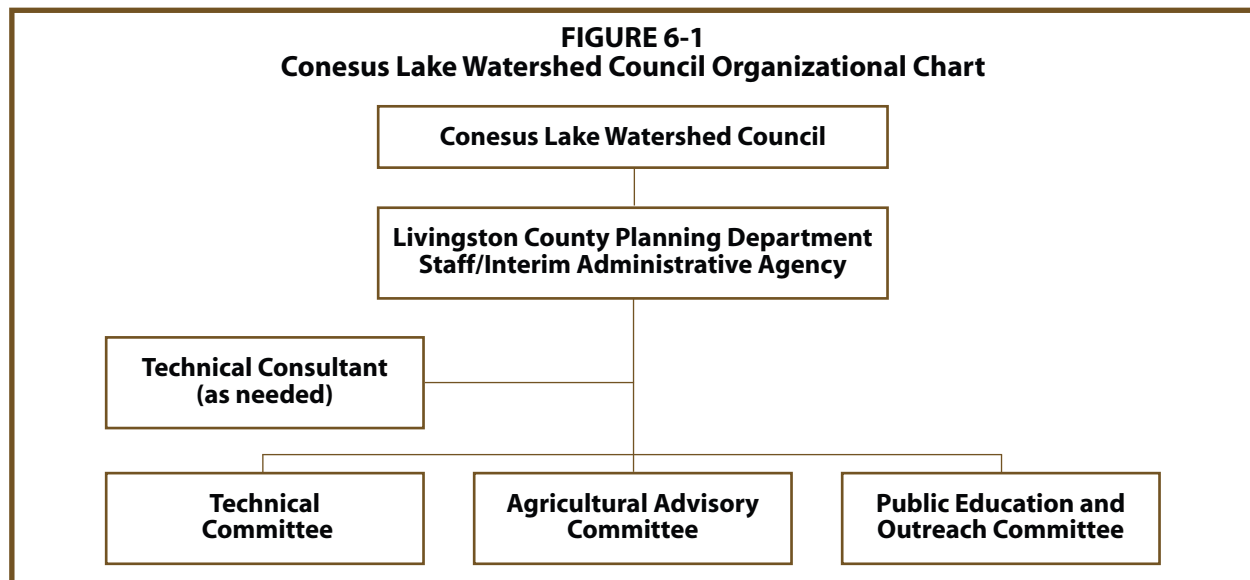 FIGURE 6-1
Conesus Lake Watershed Council Organizational Chart
Conesus Lake Watershed Council
Livingston County Planning Department
Staff/Interim Administrative Agency
Technical Consultant
(as needed)
Technical
Committee
Agricultural Advisory
Committee
Public Education and
Outreach Committee